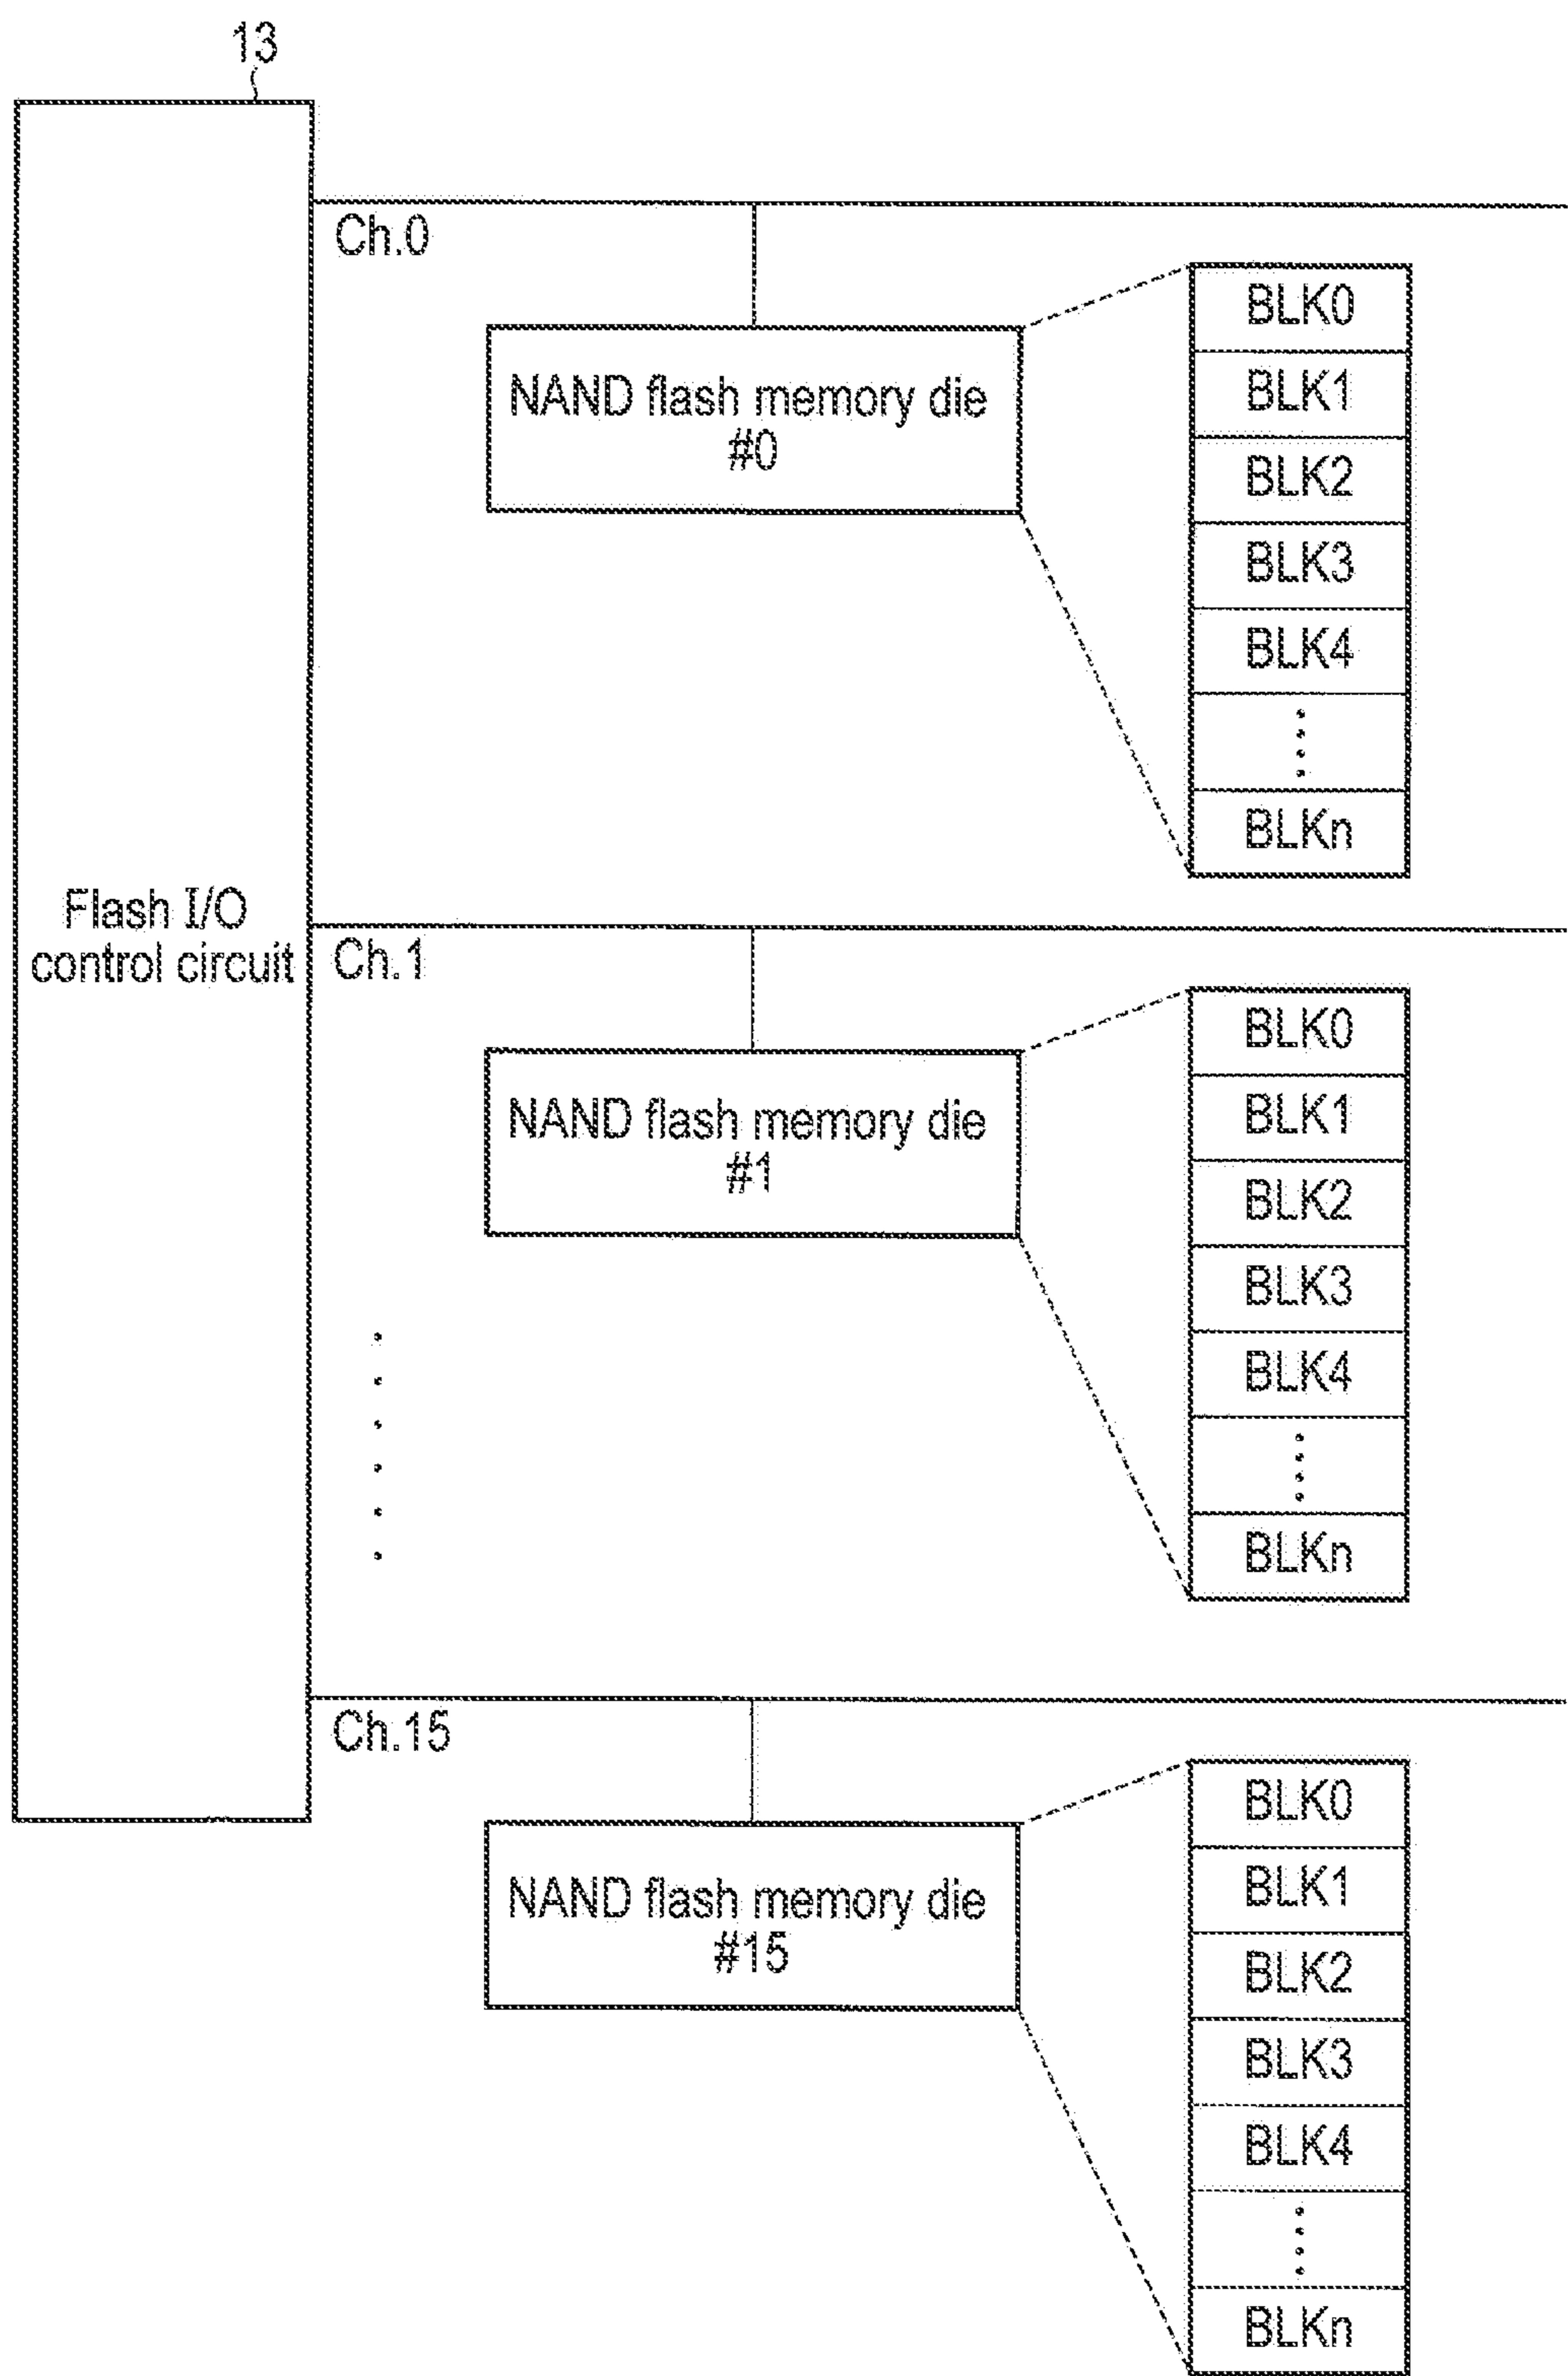 13
Flash I/O
control circuit
Ch.0
NAND flash memory die
#0
BLK0
BLK1
BLK2
BLK3
BLK4
BLKn
Ch.1
NAND flash memory die
#1
BLK0
BLK1
BLK2
BLK3
BLK4
BLKn
Ch.15
NAND flash memory die
#15
BLK0
BLK1
BLK2
BLK3
BLK4
BLKn